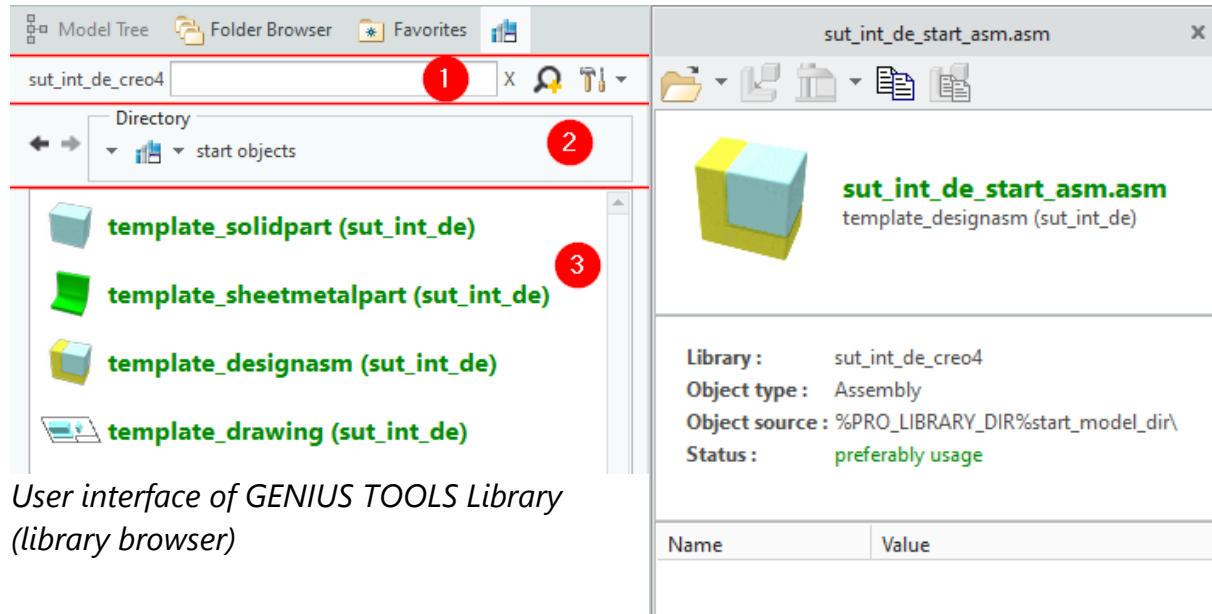 Model Tree Folder Browser Favorites
sut_int_de_creo4 1 X
Directory
start objects 2
template_solidpart (sut_int_de)
3
template_sheetmetalpart (sut_int_de)
template_designasm (sut_int_de)
template_drawing (sut_int_de)
User interface of GENIUS TOOLS Library
(library browser)
sut_int_de_start_asm.asm x
sut_int_de_start_asm.asm
template_designasm (sut_int_de)
Library : sut_int_de_creo4
Object type : Assembly
Object source : %PRO_LIBRARY_DIR%start_model_dir\
Status : preferably usage
Name Value